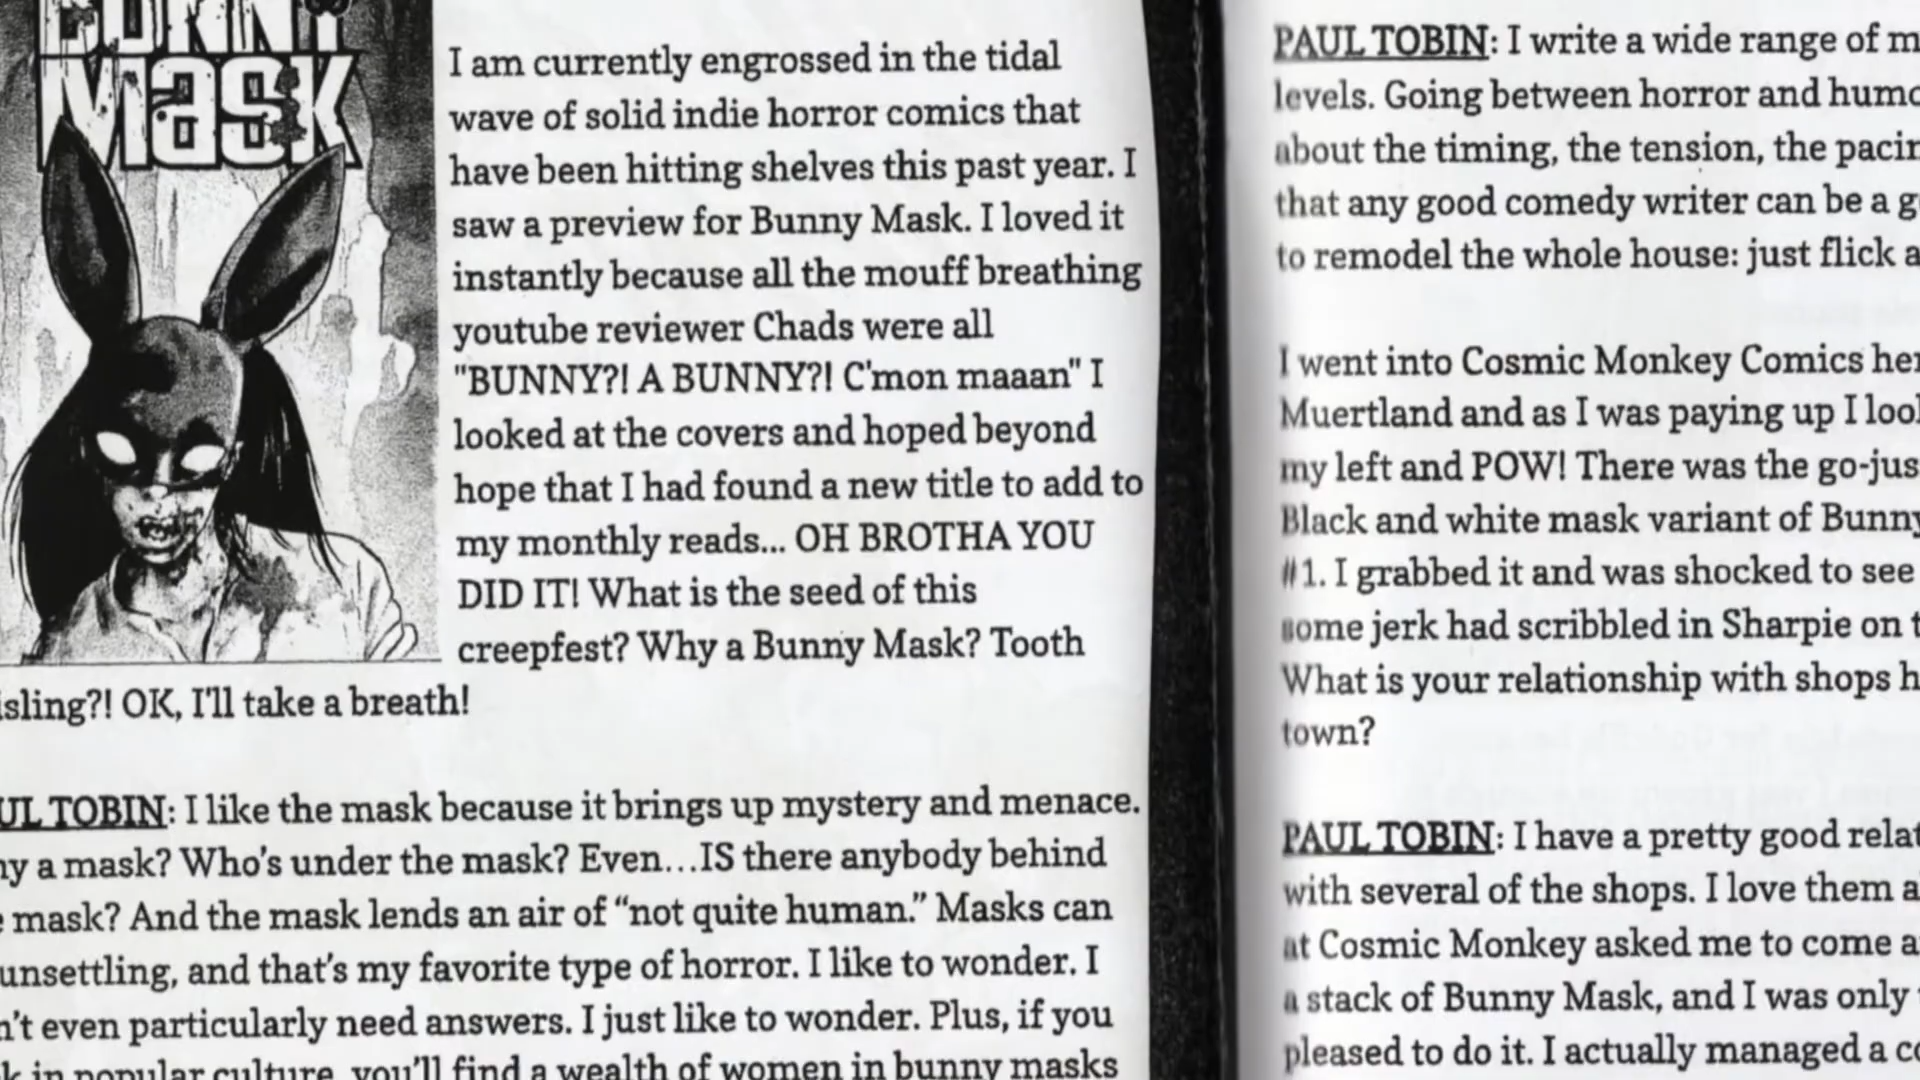 BUNNY
Mask
I am currently engrossed in the tidal
wave of solid indie horror comics that
have been hitting shelves this past year. I
saw a preview for Bunny Mask. I loved it
instantly because all the mouff breathing
youtube reviewer Chads were all
"BUNNY?! A BUNNY?! C'mon maaan" I
looked at the covers and hoped beyond
hope that I had found a new title to add to
my monthly reads... OH BROTHA YOU
DID IT! What is the seed of this
creepfest? Why a Bunny Mask? Tooth
OK, I'll take a breath!
TOBIN: I like the mask because it brings up mystery and menace.
a mask? Who's under the mask? Even…IS there anybody behind
mask? And the mask lends an air of “not quite human.” Masks can
unsettling, and that's my favorite type of horror. I like to wonder. I
even particularly need answers. I just like to wonder. Plus, if you
in popular culture, you'll find a wealth of women in bunny masks
PAUL TOBIN: I write a wide range of
levels. Going between horror and
about the timing, the tension, the
that any good comedy writer can be a
to remodel the whole house: just flick
I went into Cosmic Monkey Comics
Muertland and as I was paying up I
my left and POW! There was the
Black and white mask variant of Bunny
#1. I grabbed it and was shocked to see
some jerk had scribbled in Sharpie on
What is your relationship with shops
town?
PAUL TOBIN: I have a pretty good
with several of the shops. I love them
at Cosmic Monkey asked me to come
a stack of Bunny Mask, and I was only
pleased to do it. I actually managed a